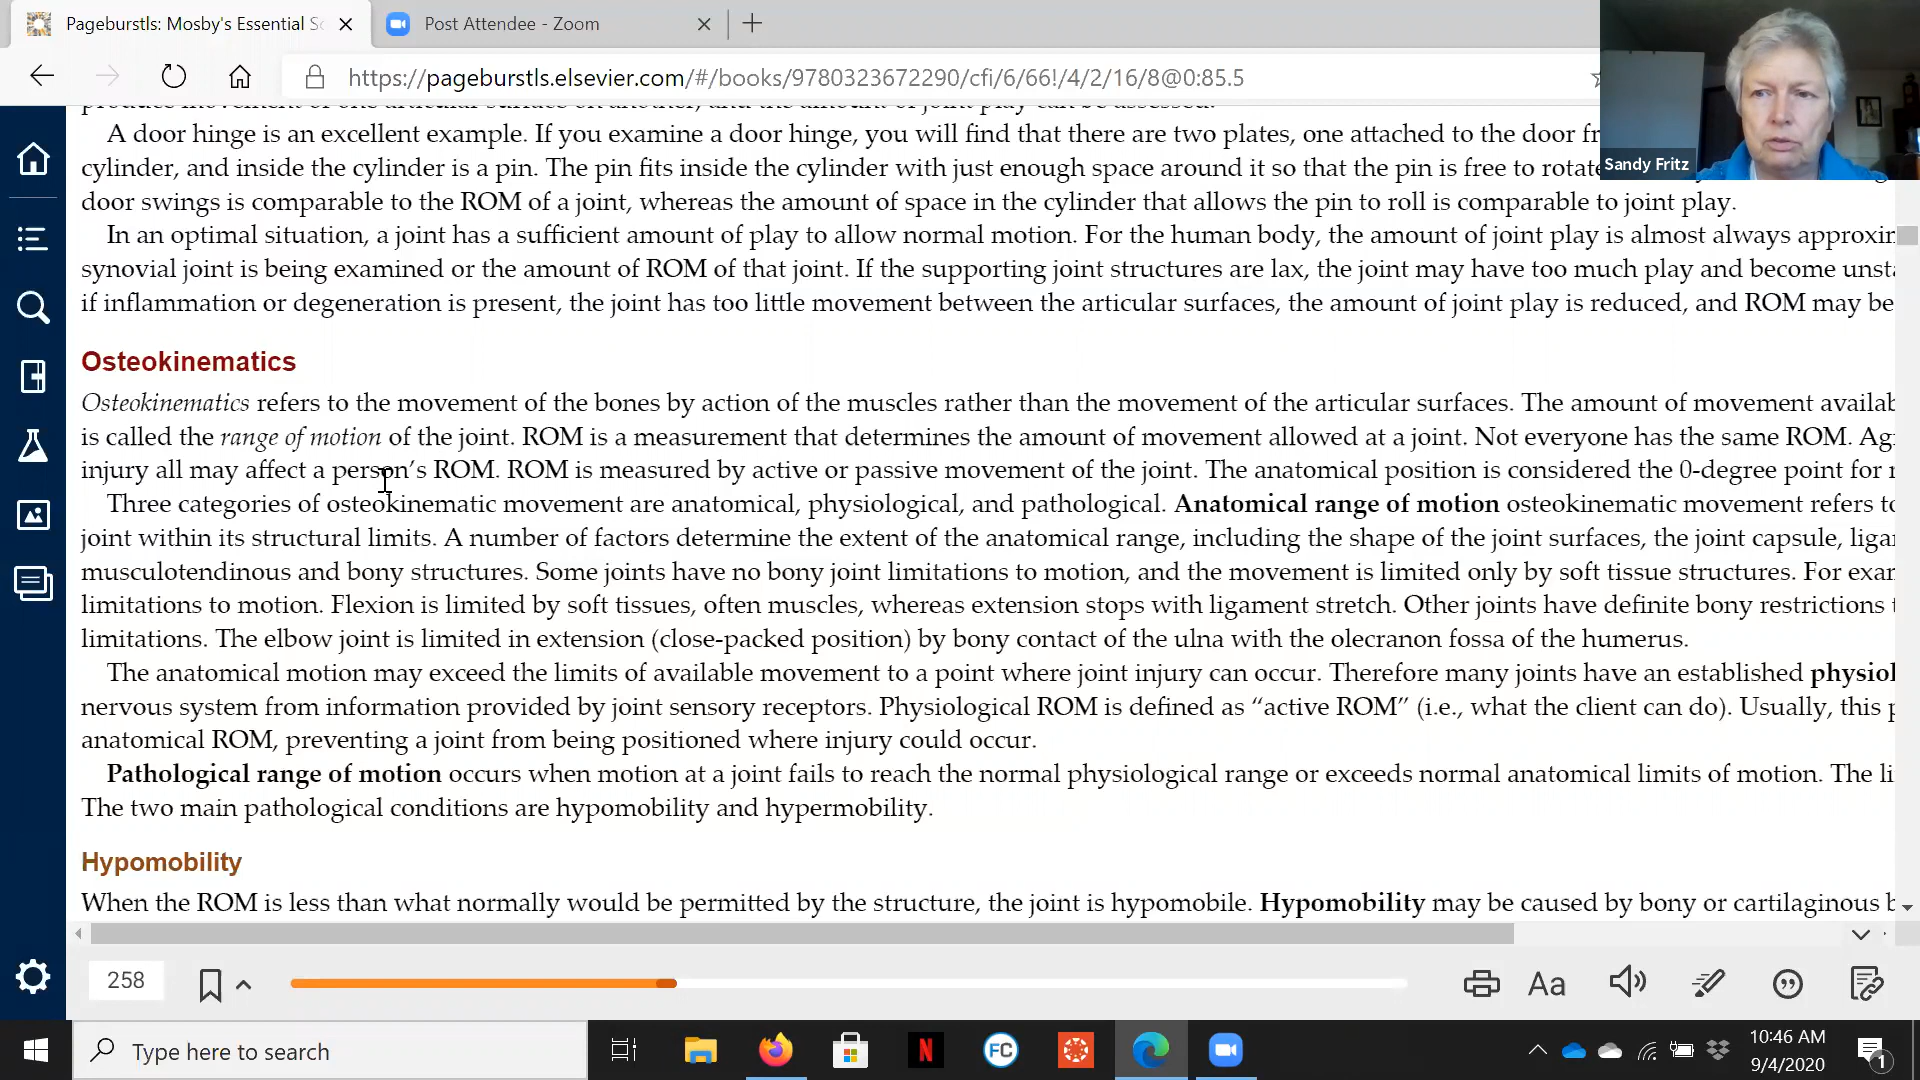 Pageburstls: Mosby's Essential Sc
Post Attendee - Zoom
https://pageburstls.elsevier.com/#/books/9780323672290/cfi/6/66!/4/2/16/8@0:85.5
Sandy Fritz
produce movement of one articular surface on another, and the amount of joint play can be assessed.
A door hinge is an excellent example. If you examine a door hinge, you will find that there are two plates, one attached to the door fr
cylinder, and inside the cylinder is a pin. The pin fits inside the cylinder with just enough space around it so that the pin is free to rotate
door swings is comparable to the ROM of a joint, whereas the amount of space in the cylinder that allows the pin to roll is comparable to joint play.
In an optimal situation, a joint has a sufficient amount of play to allow normal motion. For the human body, the amount of joint play is almost always approxin
synovial joint is being examined or the amount of ROM of that joint. If the supporting joint structures are lax, the joint may have too much play and become unsta
if inflammation or degeneration is present, the joint has too little movement between the articular surfaces, the amount of joint play is reduced, and ROM may be
Osteokinematics
Osteokinematics refers to the movement of the bones by action of the muscles rather than the movement of the articular surfaces. The amount of movement availab
is called the range of motion of the joint. ROM is a measurement that determines the amount of movement allowed at a joint. Not everyone has the same ROM. Ag
injury all may affect a person's ROM. ROM is measured by active or passive movement of the joint. The anatomical position is considered the 0-degree point for
Three categories of osteokinematic movement are anatomical, physiological, and pathological. Anatomical range of motion osteokinematic movement refers to
joint within its structural limits. A number of factors determine the extent of the anatomical range, including the shape of the joint surfaces, the joint capsule, liga
musculotendinous and bony structures. Some joints have no bony joint limitations to motion, and the movement is limited only by soft tissue structures. For exa
limitations to motion. Flexion is limited by soft tissues, often muscles, whereas extension stops with ligament stretch. Other joints have definite bony restrictions
limitations. The elbow joint is limited in extension (close-packed position) by bony contact of the ulna with the olecranon fossa of the humerus.
The anatomical motion may exceed the limits of available movement to a point where joint injury can occur. Therefore many joints have an established physiol
nervous system from information provided by joint sensory receptors. Physiological ROM is defined as “active ROM” (i.e., what the client can do). Usually, this p
anatomical ROM, preventing a joint from being positioned where injury could occur.
Pathological range of motion occurs when motion at a joint fails to reach the normal physiological range or exceeds normal anatomical limits of motion. The li
The two main pathological conditions are hypomobility and hypermobility.
Hypomobility
When the ROM is less than what normally would be permitted by the structure, the joint is hypomobile. Hypomobility may be caused by bony or cartilaginous b
258
Aa
Type here to search
N
FC
10:46 AM
9/4/2020
1